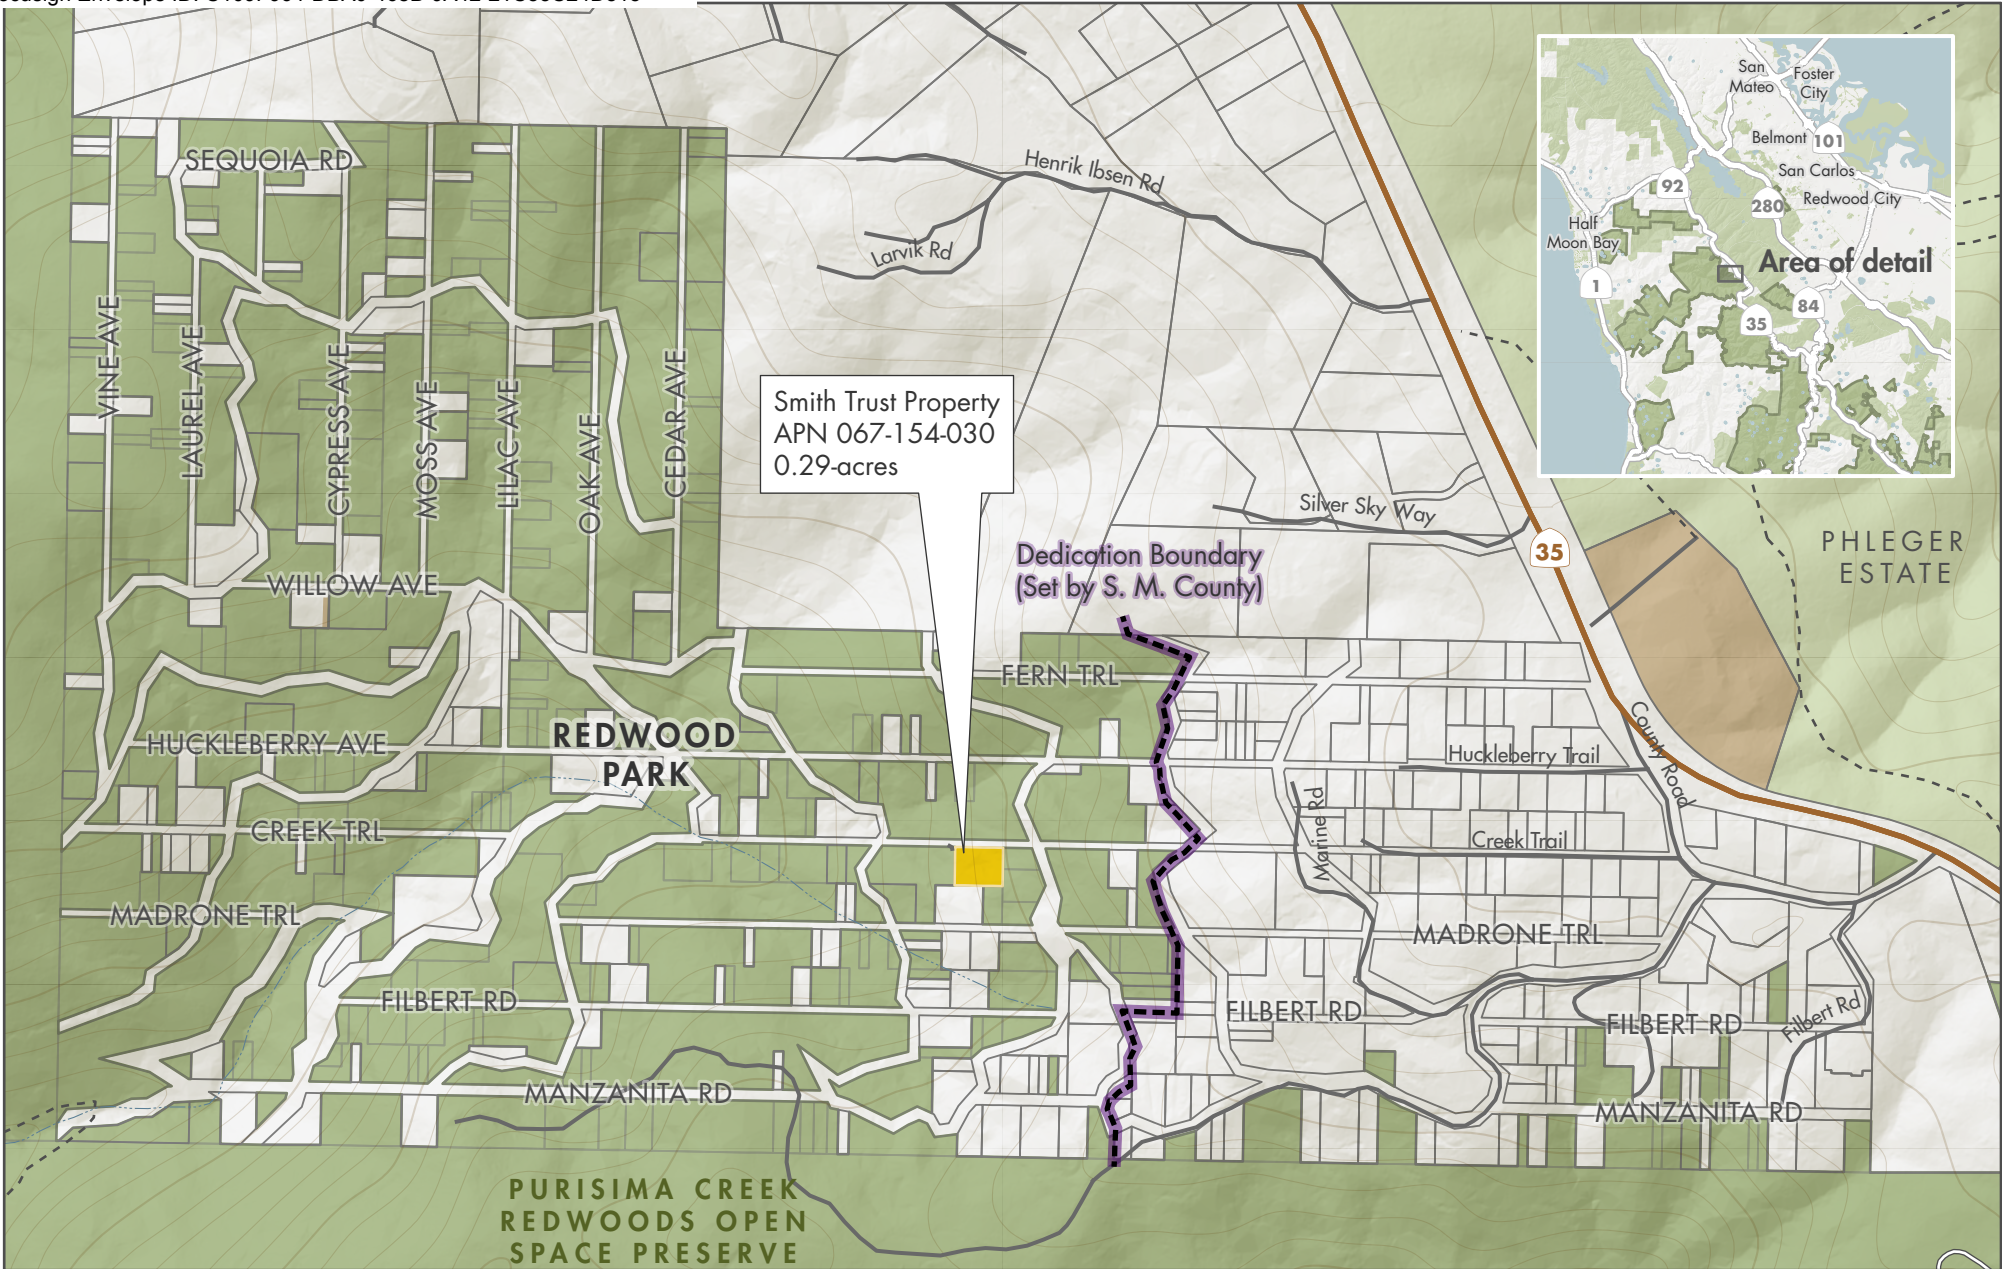 San
Mateo
Foster
City
Belmont
101
San Carlos
92
280
Redwood City
Half
Moon Bay
Area of detail
1
84
35
SEQUOIA RD
Henrik Ibsen Rd
Larvik Rd
VINE AVE
LAUREL AVE
CYPRESS AVE
MOSS AVE
LILAC AVE
OAK AVE
CEDAR AVE
Smith Trust Property
APN 067-154-030
0.29-acres
Silver Sky Way
35
PHLEGER
ESTATE
Dedication Boundary
(Set by S. M. County)
WILLOW AVE
FERN TRL
REDWOOD
PARK
HUCKLEBERRY AVE
Huckleberry Trail
County Road
Marine Rd
CREEK TRL
Creek Trail
MADRONE TRL
MADRONE TRL
FILBERT RD
FILBERT RD
FILBERT RD
Filbert Rd
MANZANITA RD
MANZANITA RD
PURISIMA CREEK
REDWOODS OPEN
SPACE PRESERVE